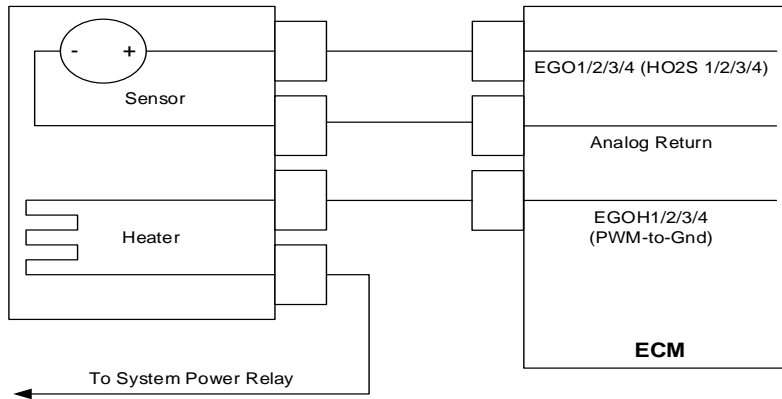 - +
Sensor
EGO1/2/3/4 (HO2S 1/2/3/4)
Analog Return
Heater
EGOH1/2/3/4
(PWM-to-Gnd)
ECM
To System Power Relay